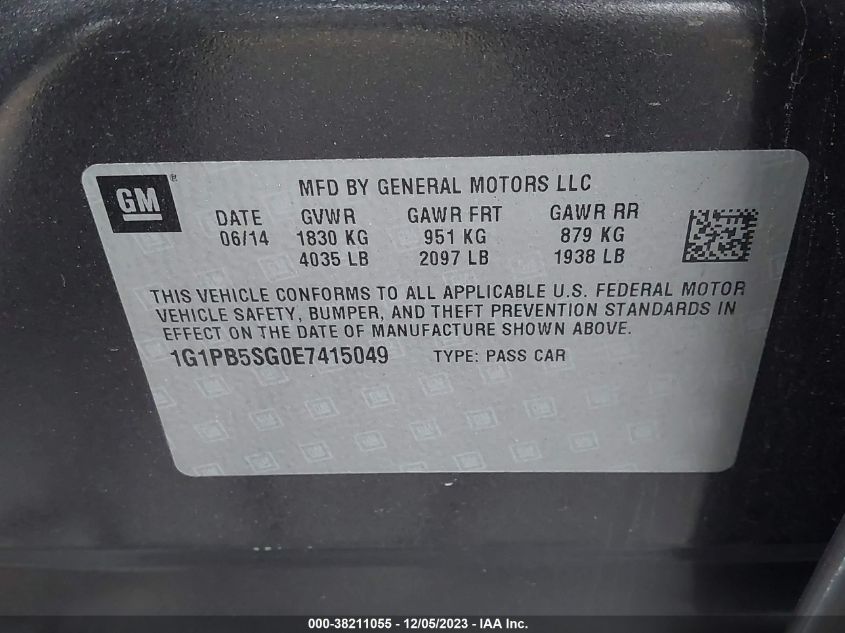 GM
®
MFD BY GENERAL MOTORS LLC
DATE GVWR GAWR FRT GAWR RR
06/14 1830 KG 951 KG 879 KG
4035 LB 2097 LB 1938 LB
THIS VEHICLE CONFORMS TO ALL APPLICABLE U.S. FEDERAL MOTOR
VEHICLE SAFETY, BUMPER, AND THEFT PREVENTION STANDARDS IN
EFFECT ON THE DATE OF MANUFACTURE SHOWN ABOVE.
1G1PB5SG0E7415049 TYPE: PASS CAR
000-38211055 - 12/05/2023 - IAA Inc.